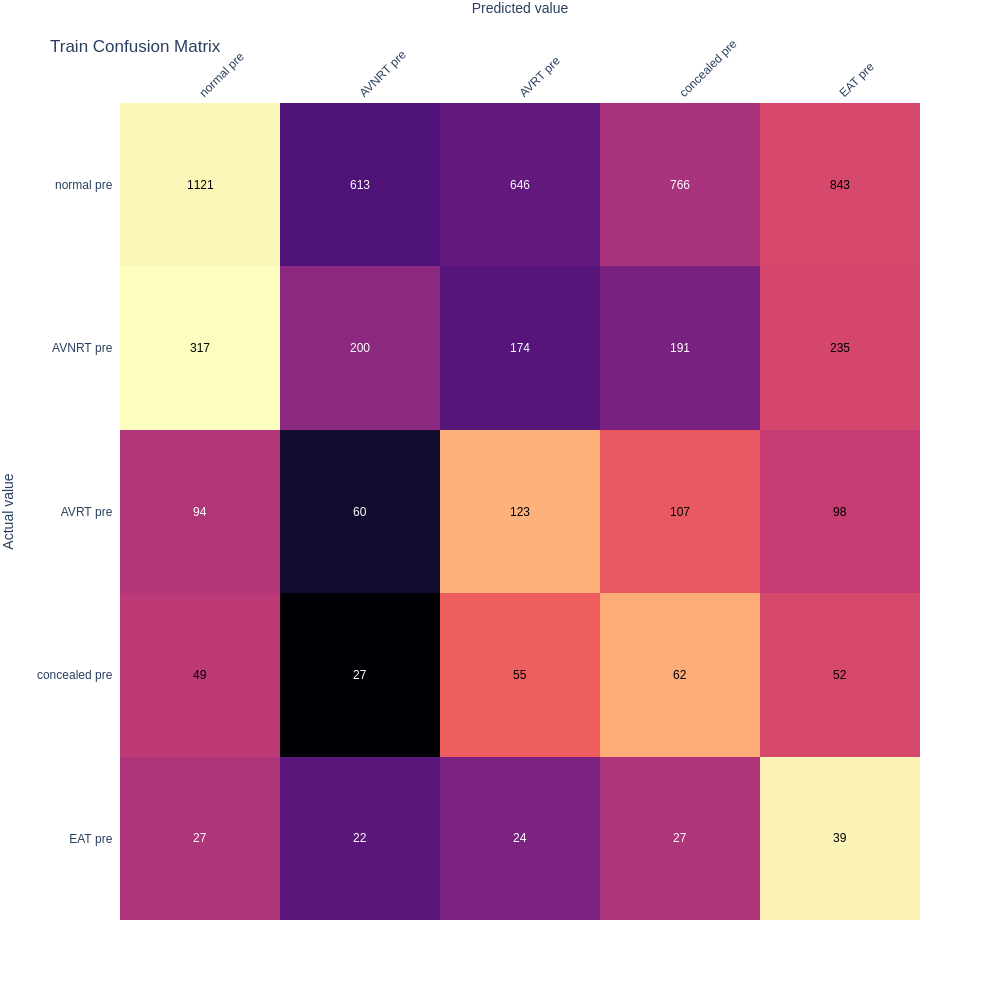 Predicted value
Train Confusion Matrix
normal pre
AVNRT pre
AVRT pre
concealed pre
EAT pre
normal pre 1121 613 646 766 843
AVNRT pre 317 200 174 191 235
Actual value
AVRT pre 94 60 123 107 98
concealed pre 49 27 55 62 52
EAT pre 27 22 24 27 39